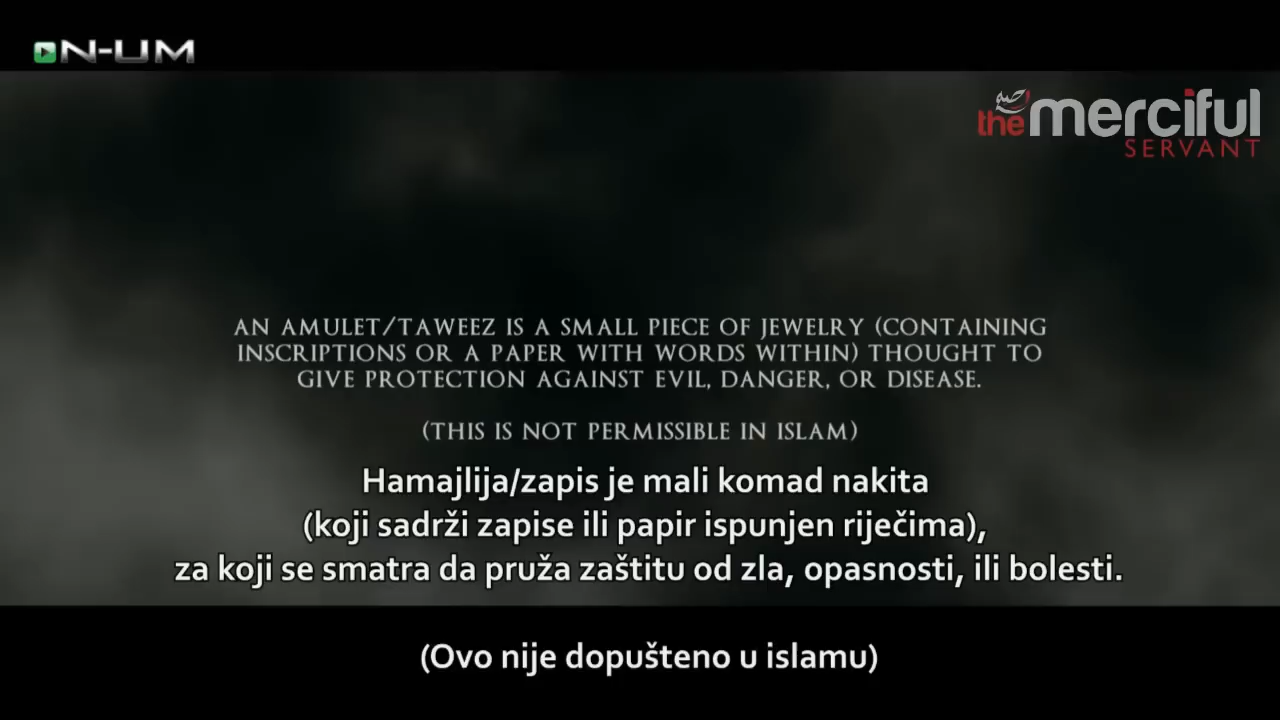 N-UM
the merciful
SERVANT
AN AMULET/TAWEEZ IS A SMALL PIECE OF JEWELRY (CONTAINING
INSCRIPTIONS OR A PAPER WITH WORDS WITHIN) THOUGHT TO
GIVE PROTECTION AGAINST EVIL, DANGER, OR DISEASE.
(THIS IS NOT PERMISSIBLE IN ISLAM)
Hamajlija/zapis je mali komad nakita
(koji sadrži zapise ili papir ispunjen riječima),
za koji se smatra da pruža zaštitu od zla, opasnosti, ili bolesti.
(Ovo nije dopušteno u islamu)